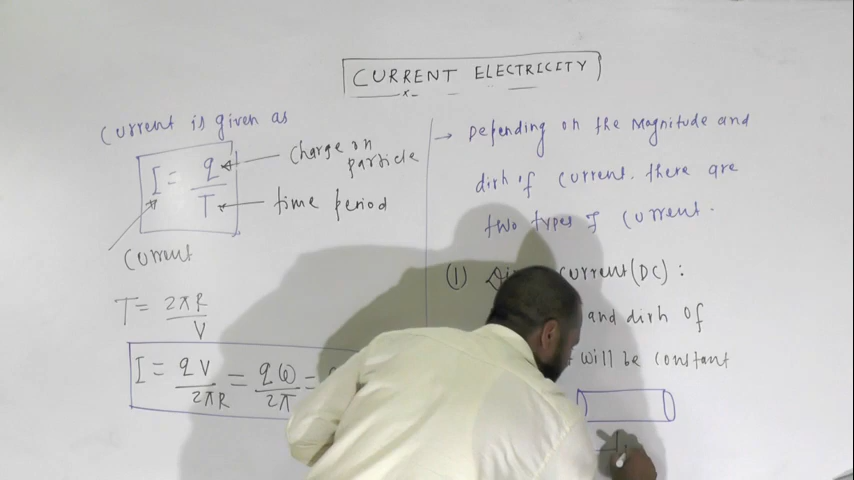 CURRENT ELECTRICITY
Current is given as
I = q/T
charge on
particle
time period
Current
T = 2πR/V
I = qV/2πR = qω/2π =
→ Depending on the Magnitude and
dirn of current. there are
two types of current.
(1) current (DC) :
and dirn of
will be constant